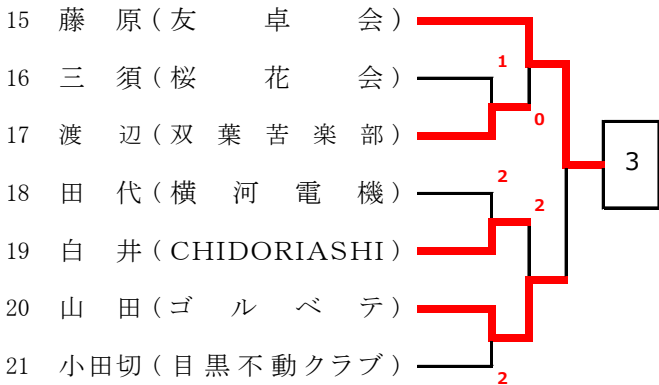 15 藤 原(友 卓 会)
1
16 三 須(桜 花 会)
0
17 渡 辺(双 葉 苦 楽 部)
3
2
18 田 代(横 河 電 機)
2
19 白 井(CHIDORIASHI)
20 山 田(ゴ ル ベ テ)
21 小田切(目黒不動クラブ)
2